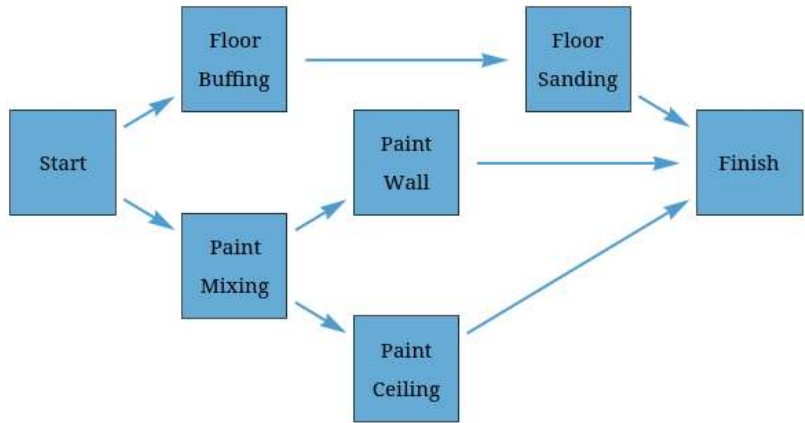 Floor
Buffing
Floor
Sanding
Start
Paint
Wall
Finish
Paint
Mixing
Paint
Ceiling